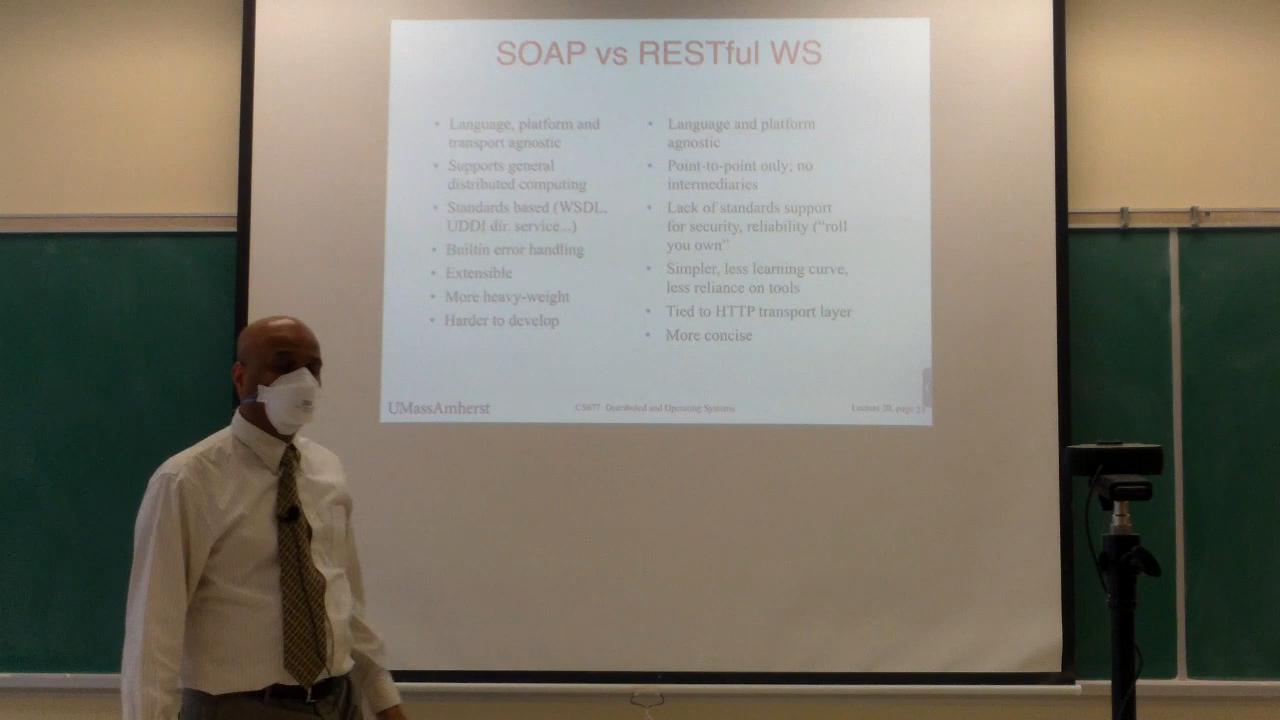 SOAP vs RESTful WS
• Language, platform and
transport agnostic
• Supports general
distributed computing
• Standards based (WSDL,
UDDI dir. service...)
• Builtin error handling
• Extensible
• More heavy-weight
• Harder to develop
• Language and platform
agnostic
• Point-to-point only; no
intermediaries
• Lack of standards support
for security, reliability ("roll
you own"
• Simpler, less learning curve,
less reliance on tools
• Tied to HTTP transport layer
• More concise
UMassAmherst
CS677: Distributed and Operating Systems
Lecture 20, page